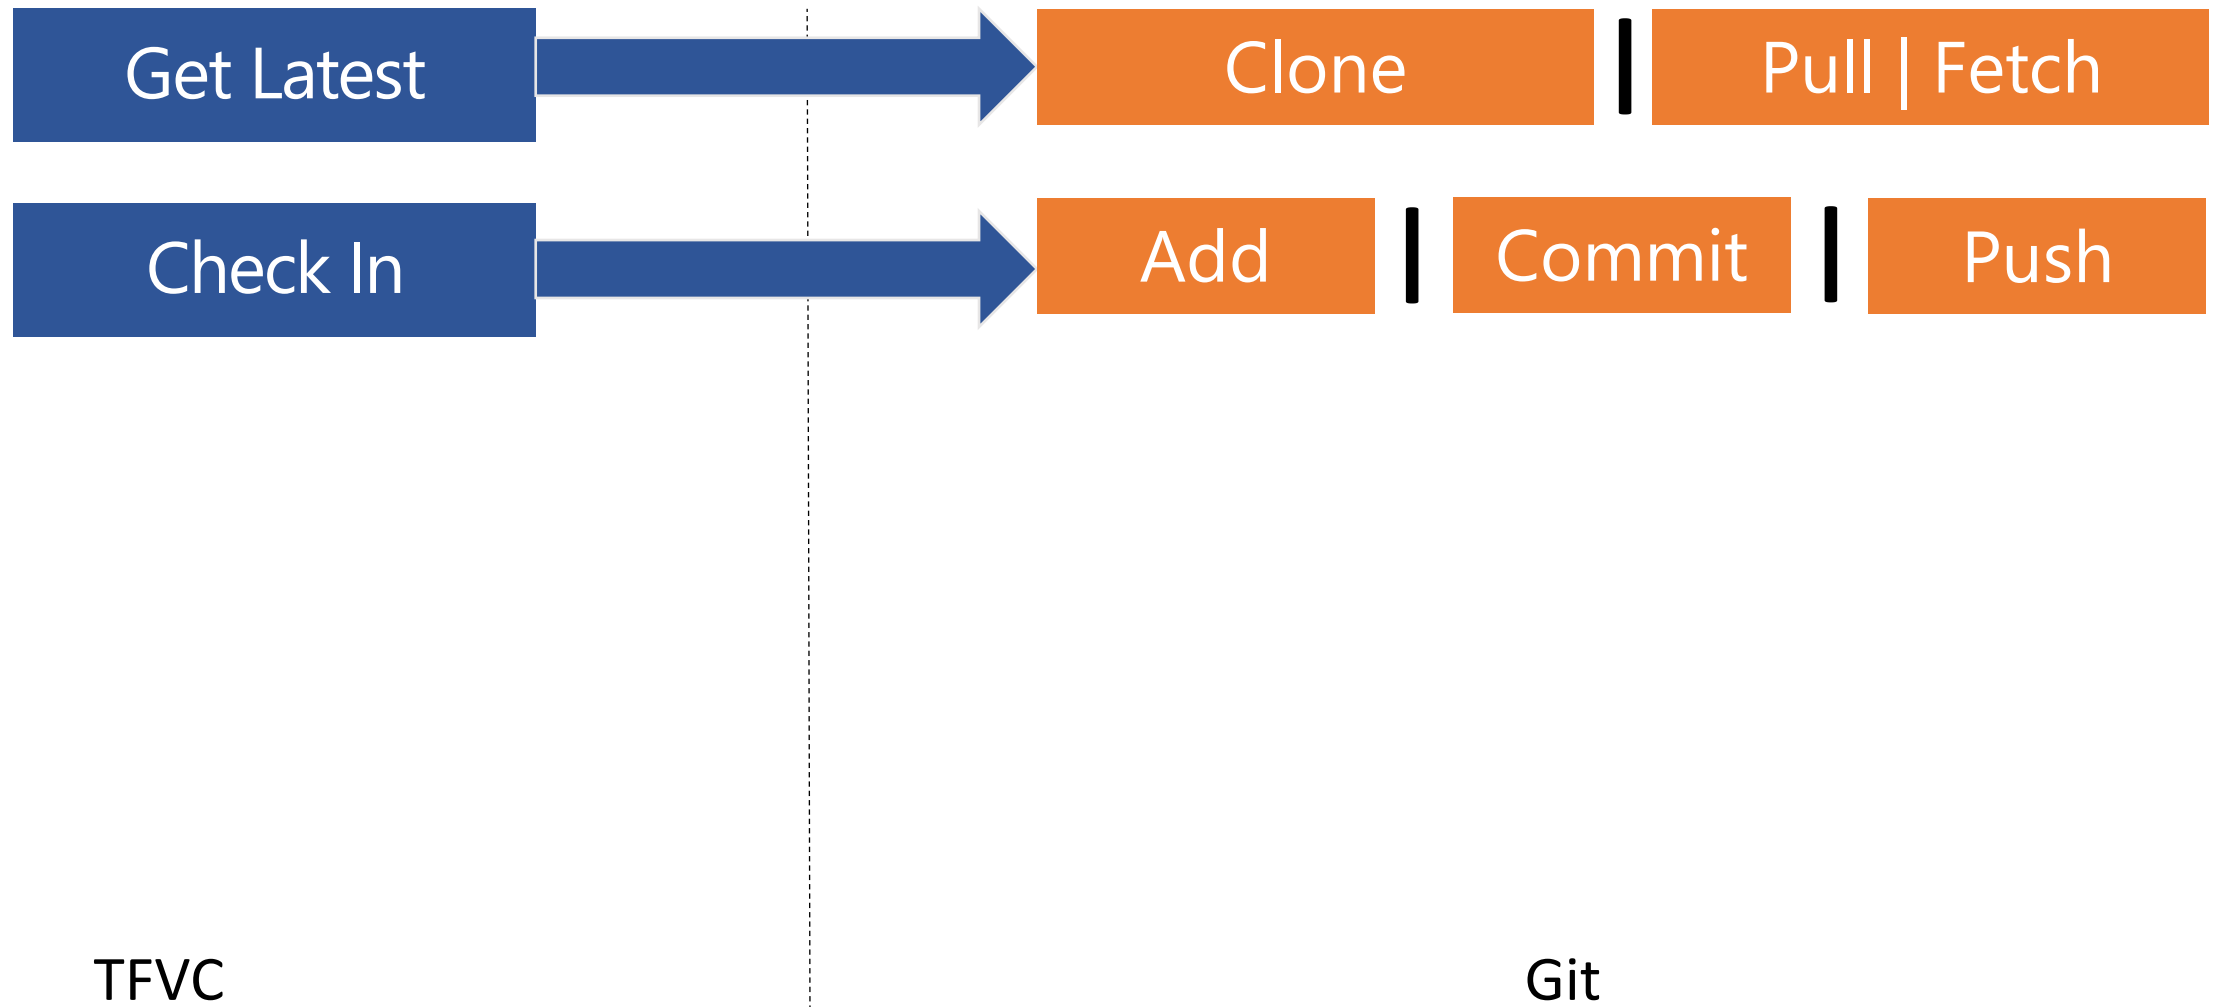 Get Latest
Clone
Pull | Fetch
Check In
Add
Commit
Push
TFVC
Git